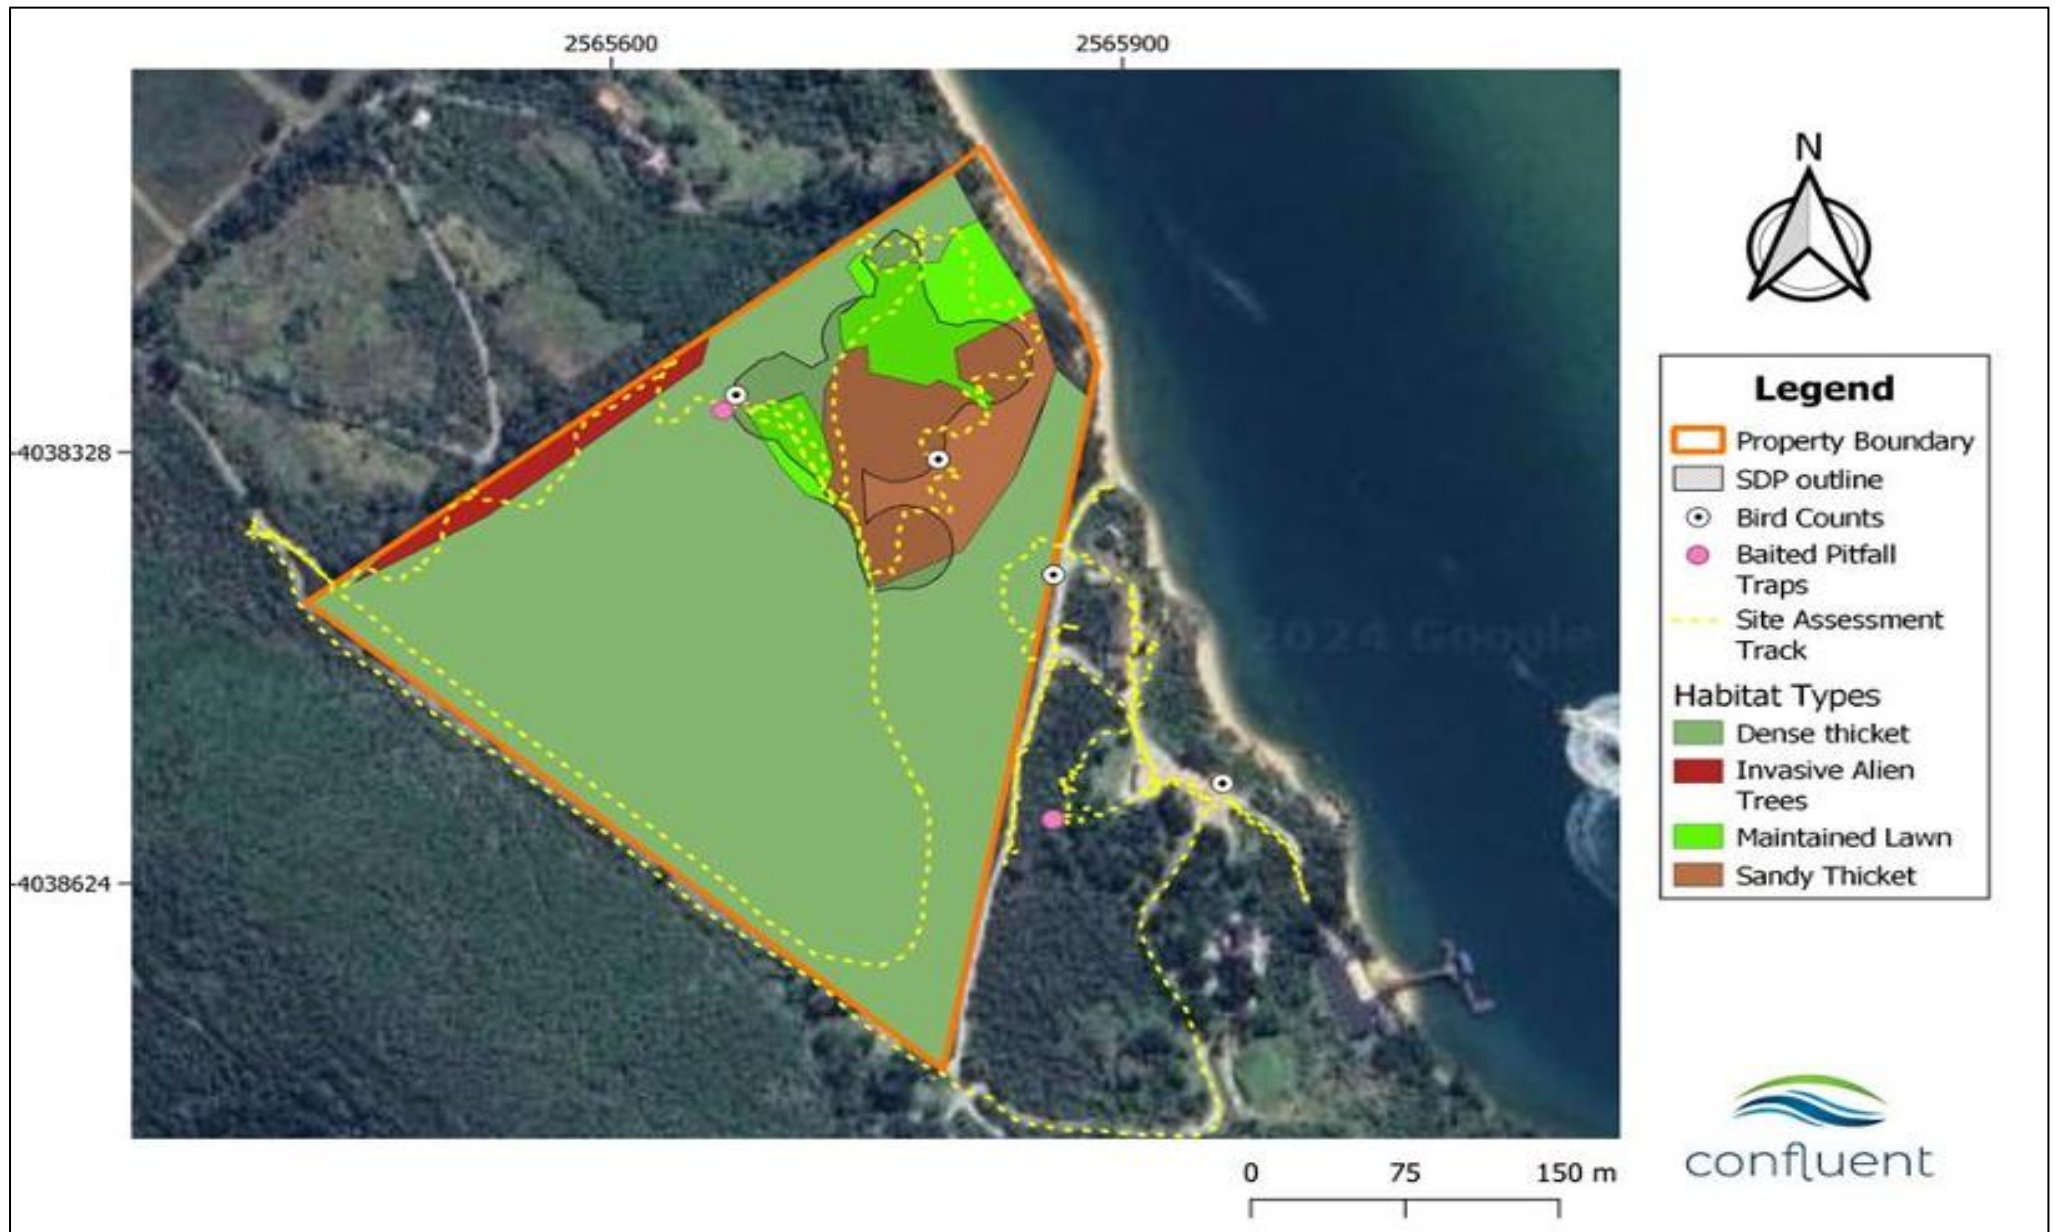 2565600
2565900
N
-4038328
-4038624
Legend
Property Boundary
SDP outline
Bird Counts
Baited Pitfall
Traps
Site Assessment
Track
Habitat Types
Dense thicket
Invasive Alien
Trees
Maintained Lawn
Sandy Thicket
2024 Google
confluent
0 75 150 m